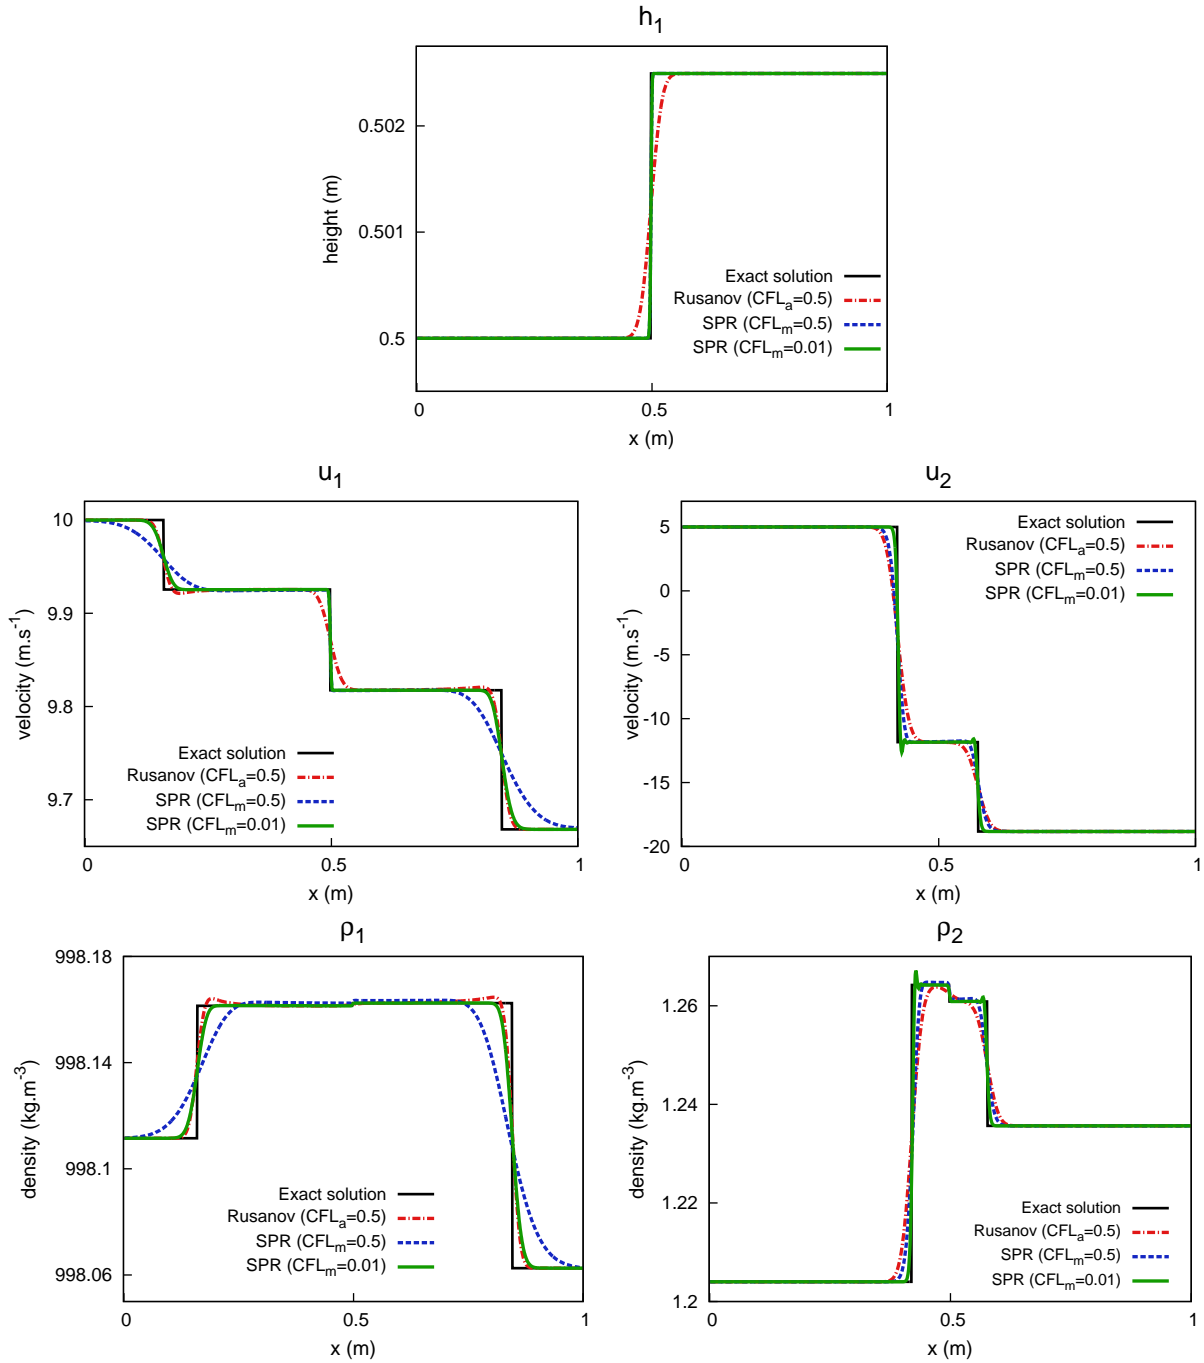 h₁
height (m)
0.502
0.501
0.5
Exact solution
Rusanov (CFLₐ=0.5)
SPR (CFLₘ=0.5)
SPR (CFLₘ=0.01)
0
0.5
1
x (m)
u₁
velocity (m.s⁻¹)
10
9.9
9.8
9.7
Exact solution
Rusanov (CFLₐ=0.5)
SPR (CFLₘ=0.5)
SPR (CFLₘ=0.01)
0
0.5
1
x (m)
u₂
velocity (m.s⁻¹)
5
0
-5
-10
-15
-20
Exact solution
Rusanov (CFLₐ=0.5)
SPR (CFLₘ=0.5)
SPR (CFLₘ=0.01)
0
0.5
1
x (m)
ρ₁
density (kg.m⁻³)
998.18
998.14
998.1
998.06
Exact solution
Rusanov (CFLₐ=0.5)
SPR (CFLₘ=0.5)
SPR (CFLₘ=0.01)
0
0.5
1
x (m)
ρ₂
density (kg.m⁻³)
1.26
1.24
1.22
1.2
Exact solution
Rusanov (CFLₐ=0.5)
SPR (CFLₘ=0.5)
SPR (CFLₘ=0.01)
0
0.5
1
x (m)